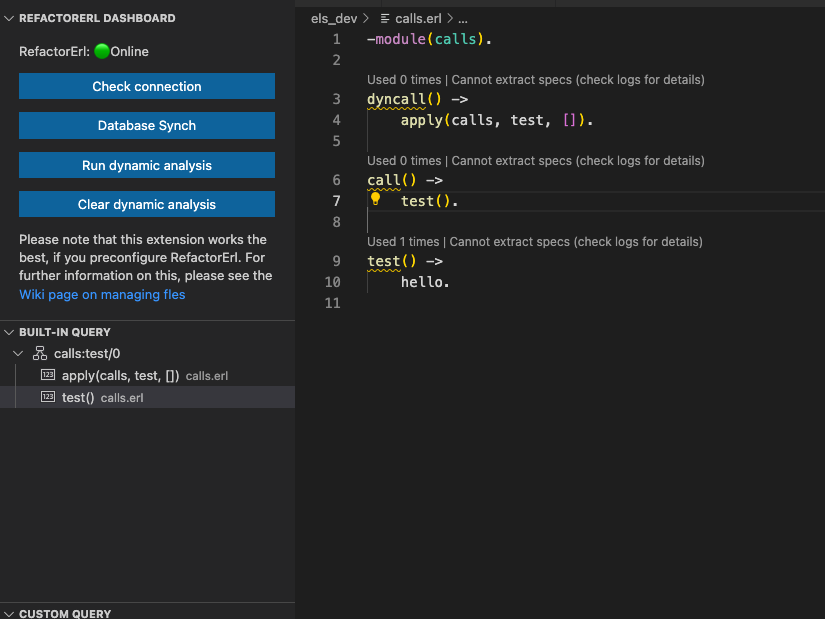 REFACTORERL DASHBOARD
RefactorErl: Online
Check connection
Database Synch
Run dynamic analysis
Clear dynamic analysis
Please note that this extension works the
best, if you preconfigure RefactorErl. For
further information on this, please see the
Wiki page on managing fles
BUILT-IN QUERY
calls:test/0
apply(calls, test, []) calls.erl
test() calls.erl
CUSTOM QUERY
els_dev > calls.erl > ...
1 -module(calls).
2
Used 0 times | Cannot extract specs (check logs for details)
3 dyncall() ->
4 apply(calls, test, []).
5
Used 0 times | Cannot extract specs (check logs for details)
6 call() ->
7 test().
8
Used 1 times | Cannot extract specs (check logs for details)
9 test() ->
10 hello.
11